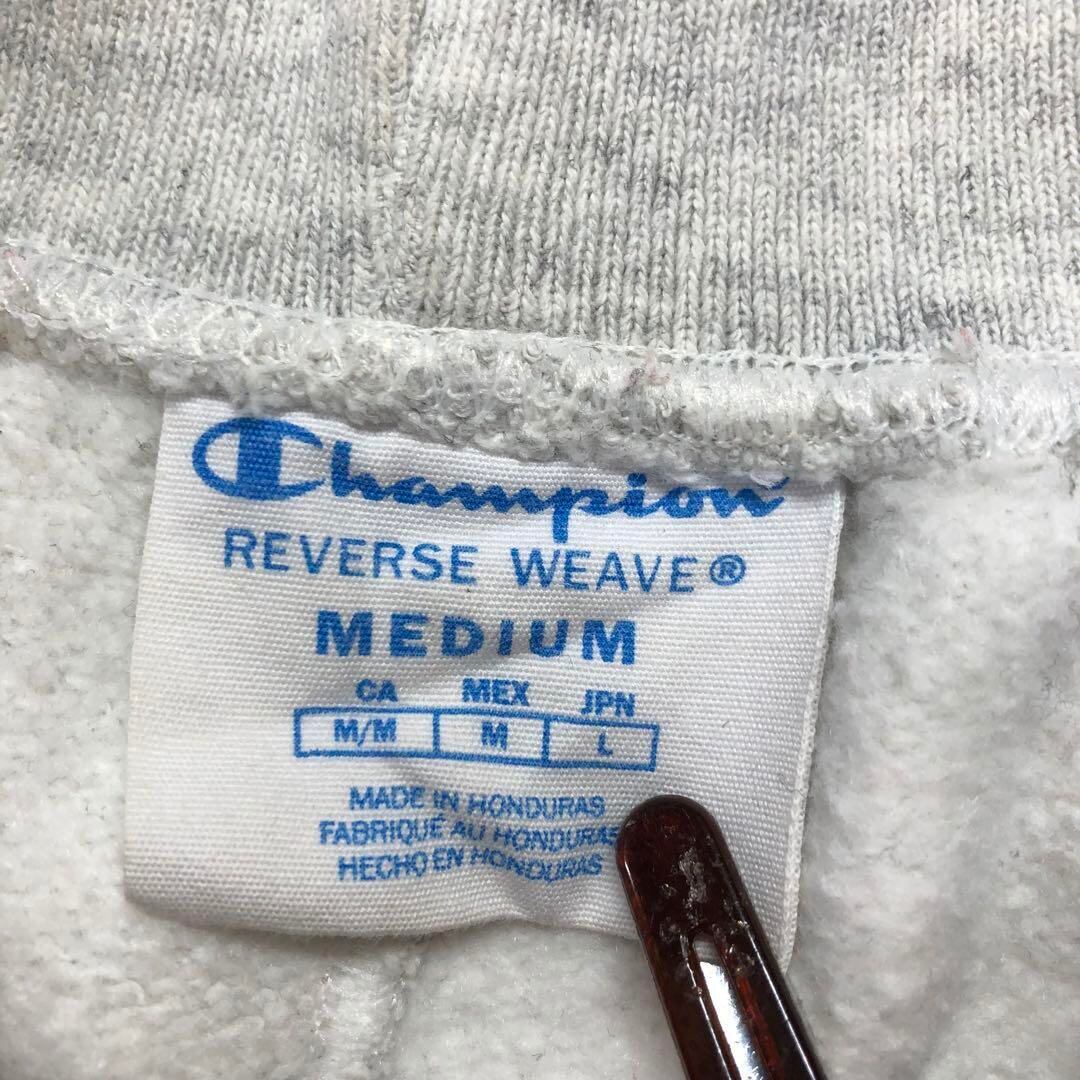 Champion
REVERSE WEAVE®
MEDIUM
CA MEX JPN
M/M M L
MADE IN HONDURAS
FABRIQUÉ AU HONDURAS
HECHO EN HONDURAS